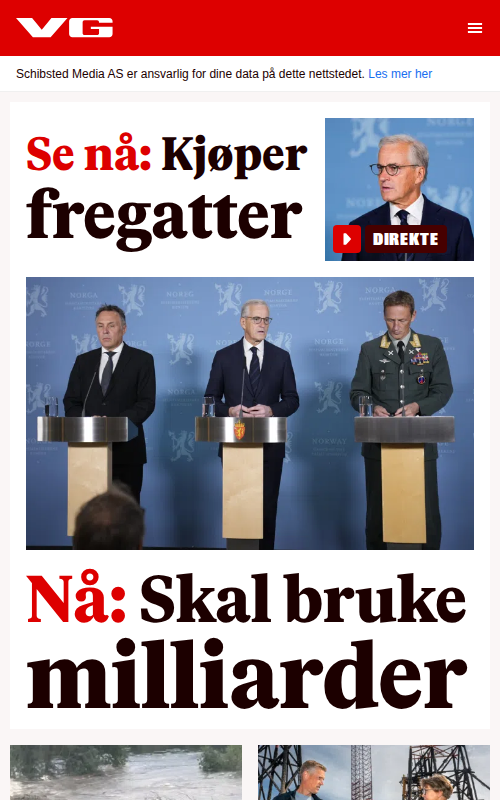 VG
Schibsted Media AS er ansvarlig for dine data på dette nettstedet. Les mer her
Se nå: Kjøper
fregatter
DIREKTE
Nå: Skal bruke
milliarder